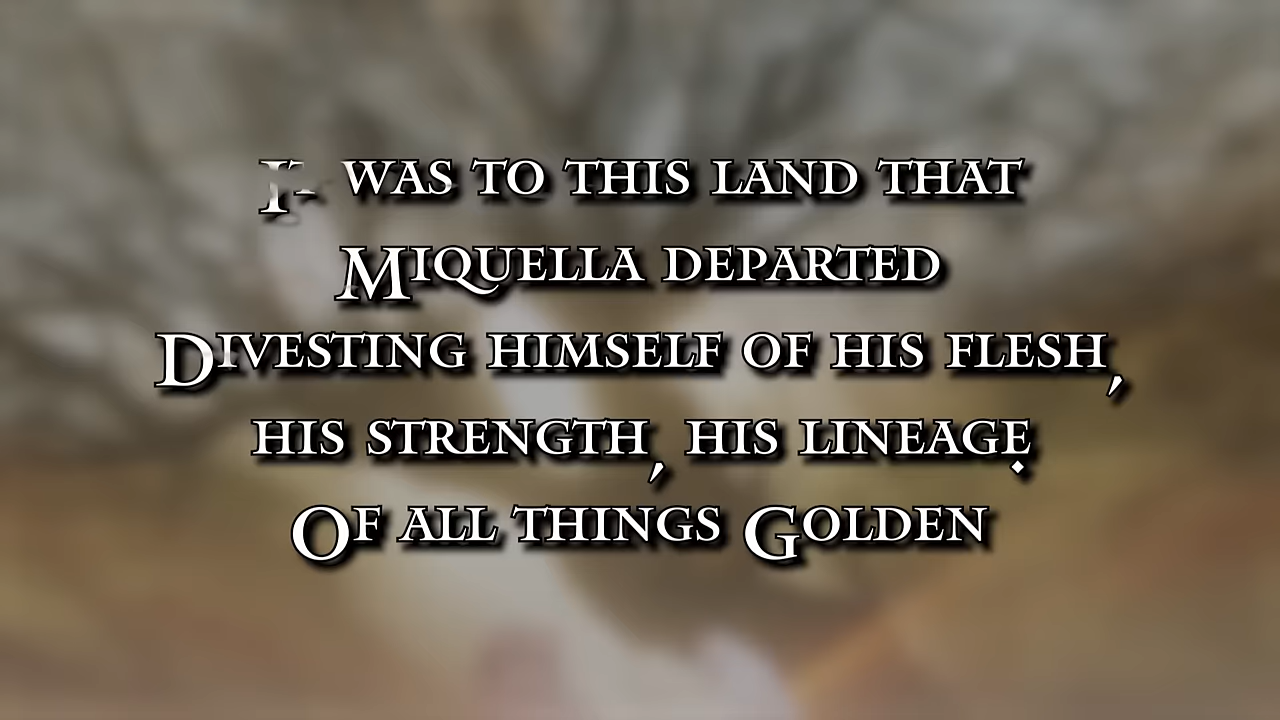 It was to this land that
Miquella departed
Divesting himself of his flesh,
his strength, his lineage.
Of all things Golden